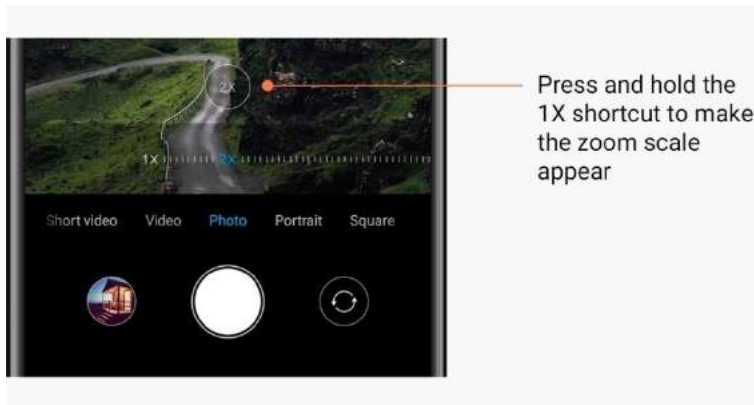 2X
Press and hold the
1X shortcut to make
the zoom scale
appear
1X 2X
Short video Video Photo Portrait Square